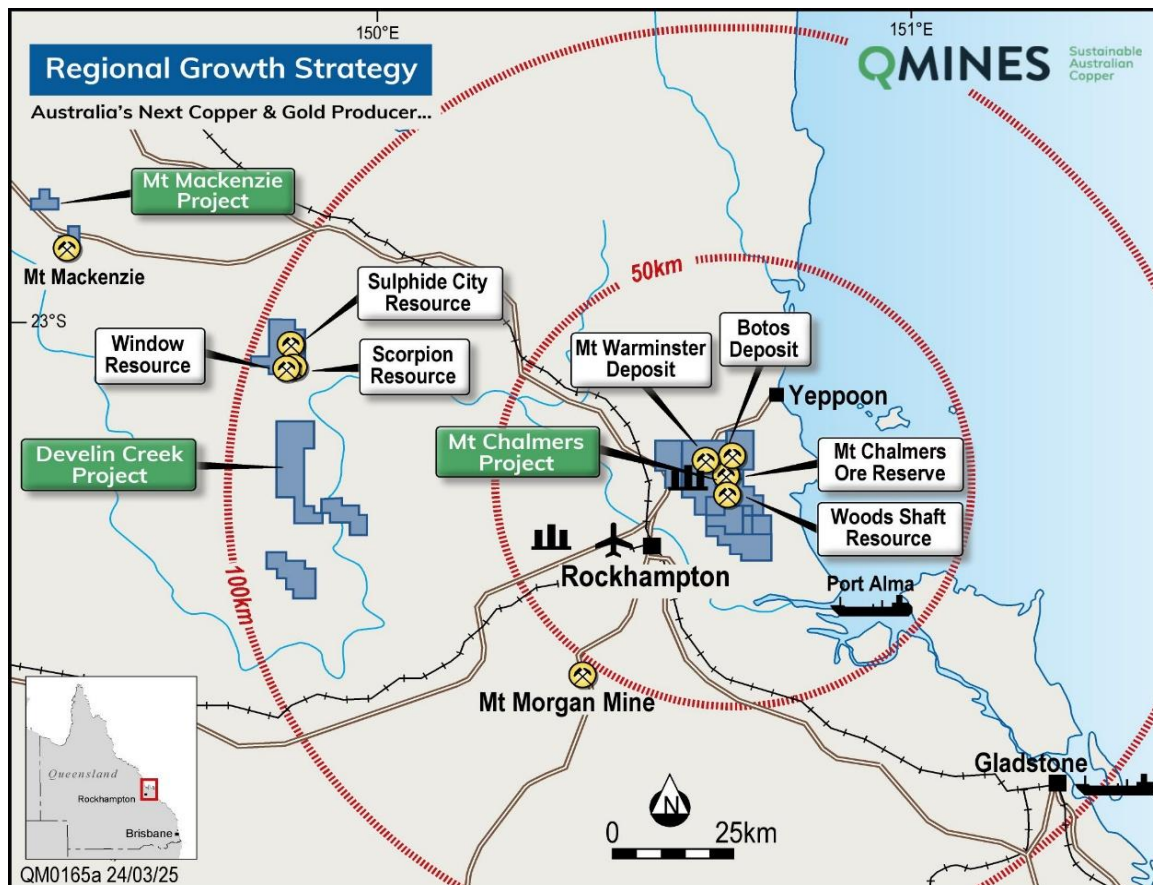 150°E
151°E
Regional Growth Strategy
Australia's Next Copper & Gold Producer...
QMINES
Sustainable
Australian
Copper
Mt Mackenzie
Project
Mt Mackenzie
50km
Sulphide City
Resource
23°S
Window
Resource
Scorpion
Resource
Mt Warminster
Deposit
Botos
Deposit
Yeppoon
Develin Creek
Project
Mt Chalmers
Project
Mt Chalmers
Ore Reserve
Woods Shaft
Resource
Rockhampton
Port Alma
100km
Mt Morgan Mine
Gladstone
N
0 25km
Queensland
Rockhampton
Brisbane
QM0165a 24/03/25